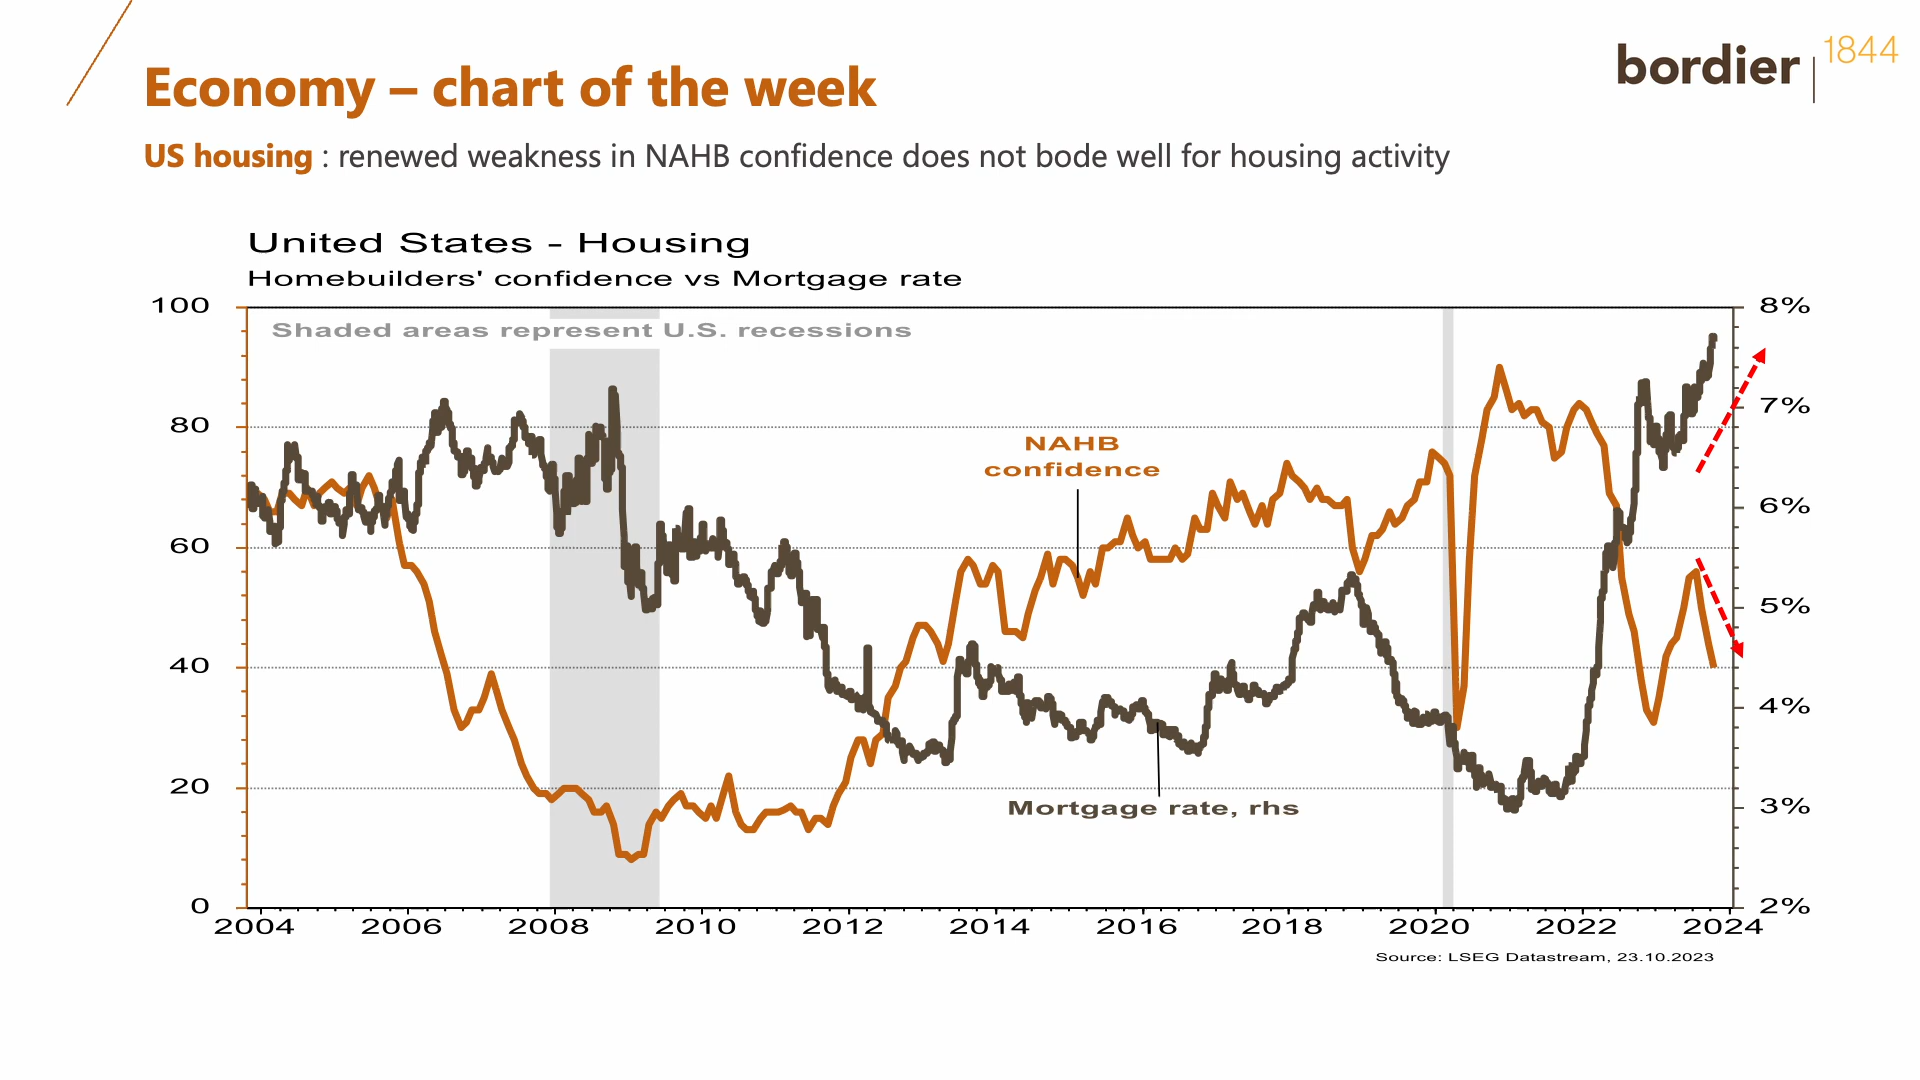 bordier 1844
Economy – chart of the week
US housing : renewed weakness in NAHB confidence does not bode well for housing activity
United States - Housing
Homebuilders' confidence vs Mortgage rate
100
8%
Shaded areas represent U.S. recessions
80
7%
NAHB
confidence
60
6%
5%
40
4%
20
3%
Mortgage rate, rhs
0
2%
2004 2006 2008 2010 2012 2014 2016 2018 2020 2022 2024
Source: LSEG Datastream, 23.10.2023